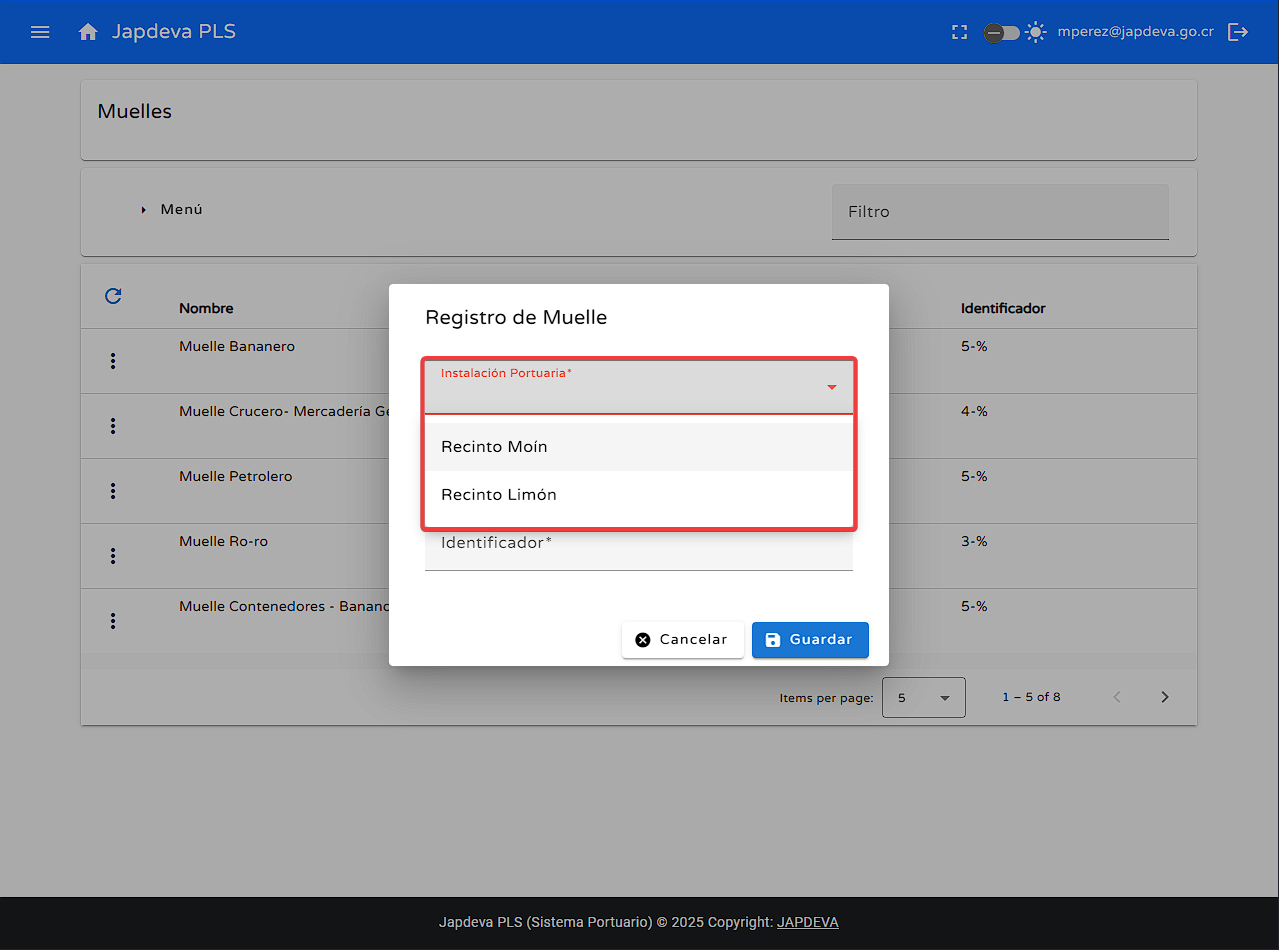 Japdeva PLS
mperez@japdeva.go.cr
Muelles
Menú
Filtro
Nombre
Identificador
Muelle Bananero
5-%
Muelle Crucero- Mercadería
4-%
Muelle Petrolero
5-%
Muelle Ro-ro
3-%
Muelle Contenedores -
5-%
Registro de Muelle
Instalación Portuaria*
Recinto Moín
Recinto Limón
Identificador*
Cancelar
Guardar
Items per page:
5
1 – 5 of 8
Japdeva PLS (Sistema Portuario) © 2025 Copyright: JAPDEVA